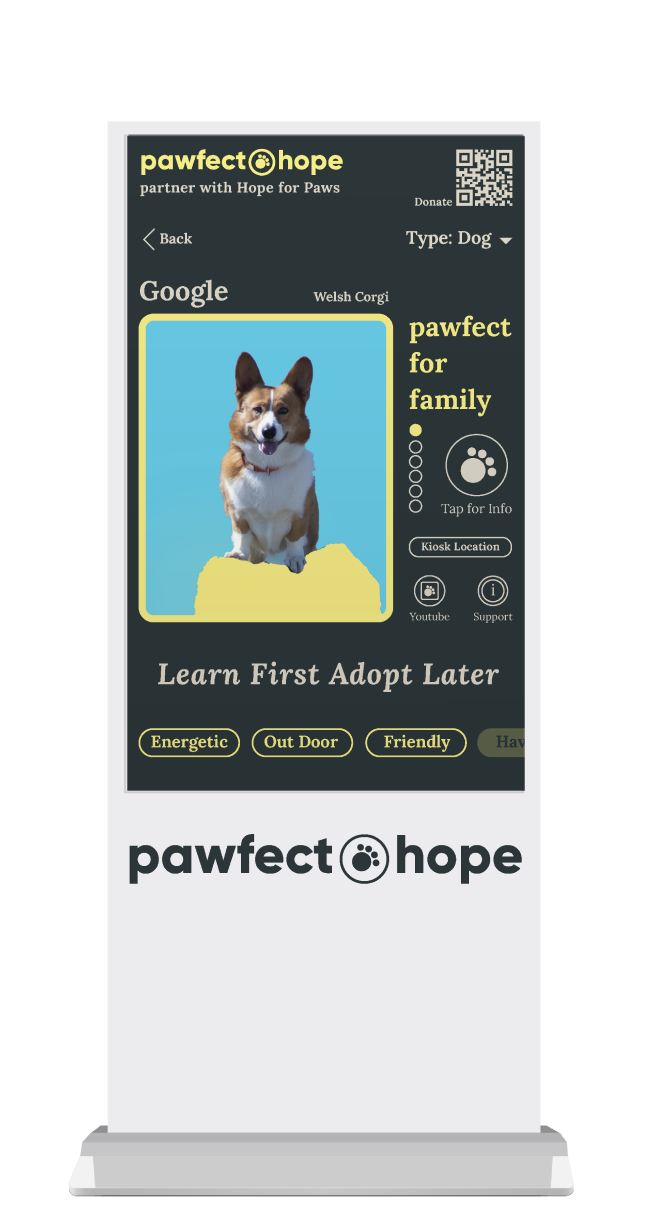 pawfect hope
partner with Hope for Paws
Donate
Back
Type: Dog
Google
Welsh Corgi
pawfect
for
family
Tap for Info
Kiosk Location
i
Youtube
Support
Learn First Adopt Later
Energetic
Out Door
Friendly
Hav
pawfect hope